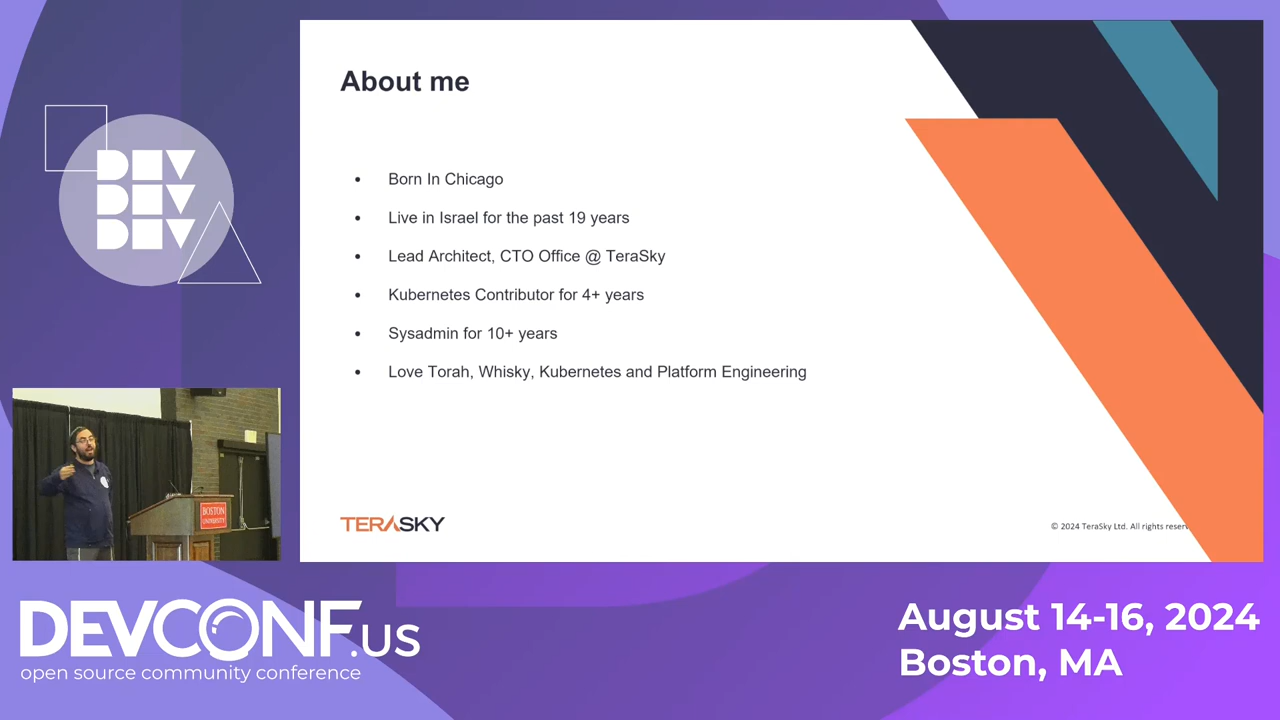 DEV
DEV
DEV
About me
• Born In Chicago
• Live in Israel for the past 19 years
• Lead Architect, CTO Office @ TeraSky
• Kubernetes Contributor for 4+ years
• Sysadmin for 10+ years
• Love Torah, Whisky, Kubernetes and Platform Engineering
TERASKY
© 2024 TeraSky Ltd. All rights
BOSTON
UNIVERSITY
DEVCONF.US
open source community conference
August 14-16, 2024
Boston, MA